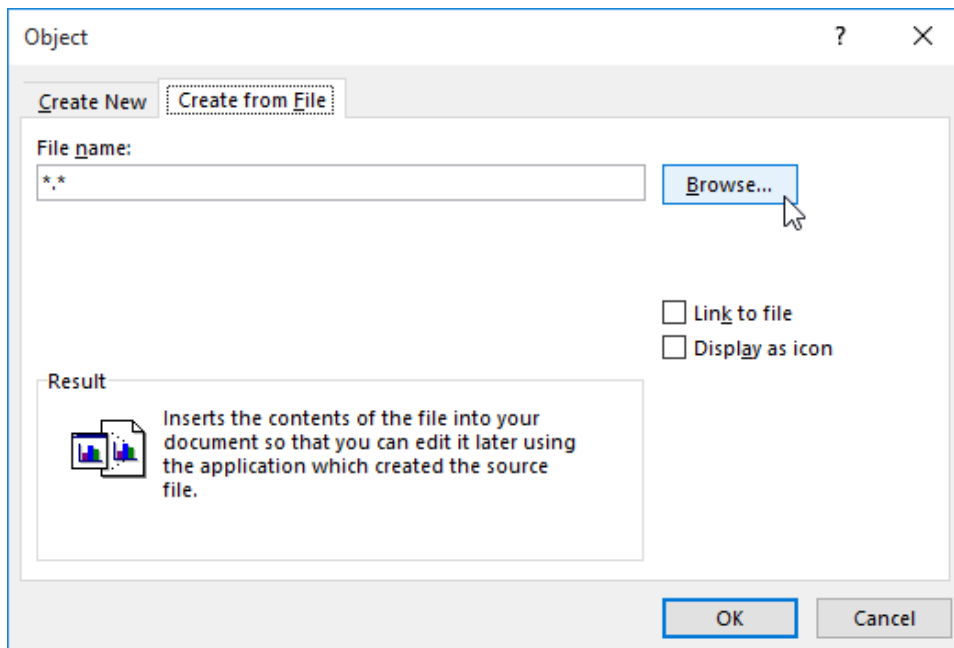 Object
?
Create New
Create from File
File name:
*.*
Browse...
Link to file
Display as icon
Result
Inserts the contents of the file into your
document so that you can edit it later using
the application which created the source
file.
OK
Cancel